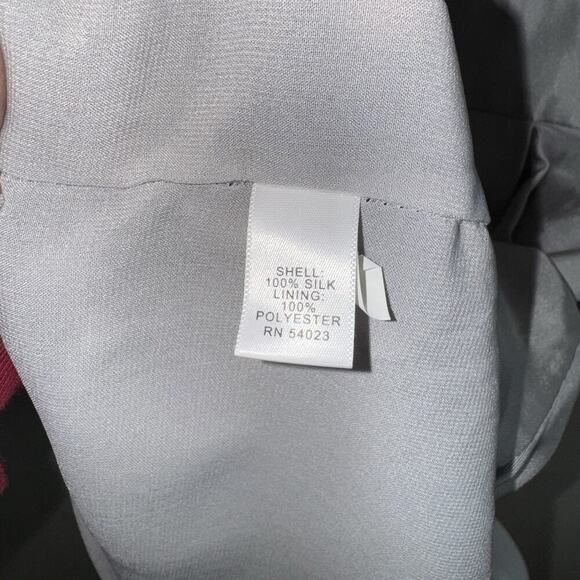 SHELL:
100% SILK
LINING:
100%
POLYESTER
RN 54023